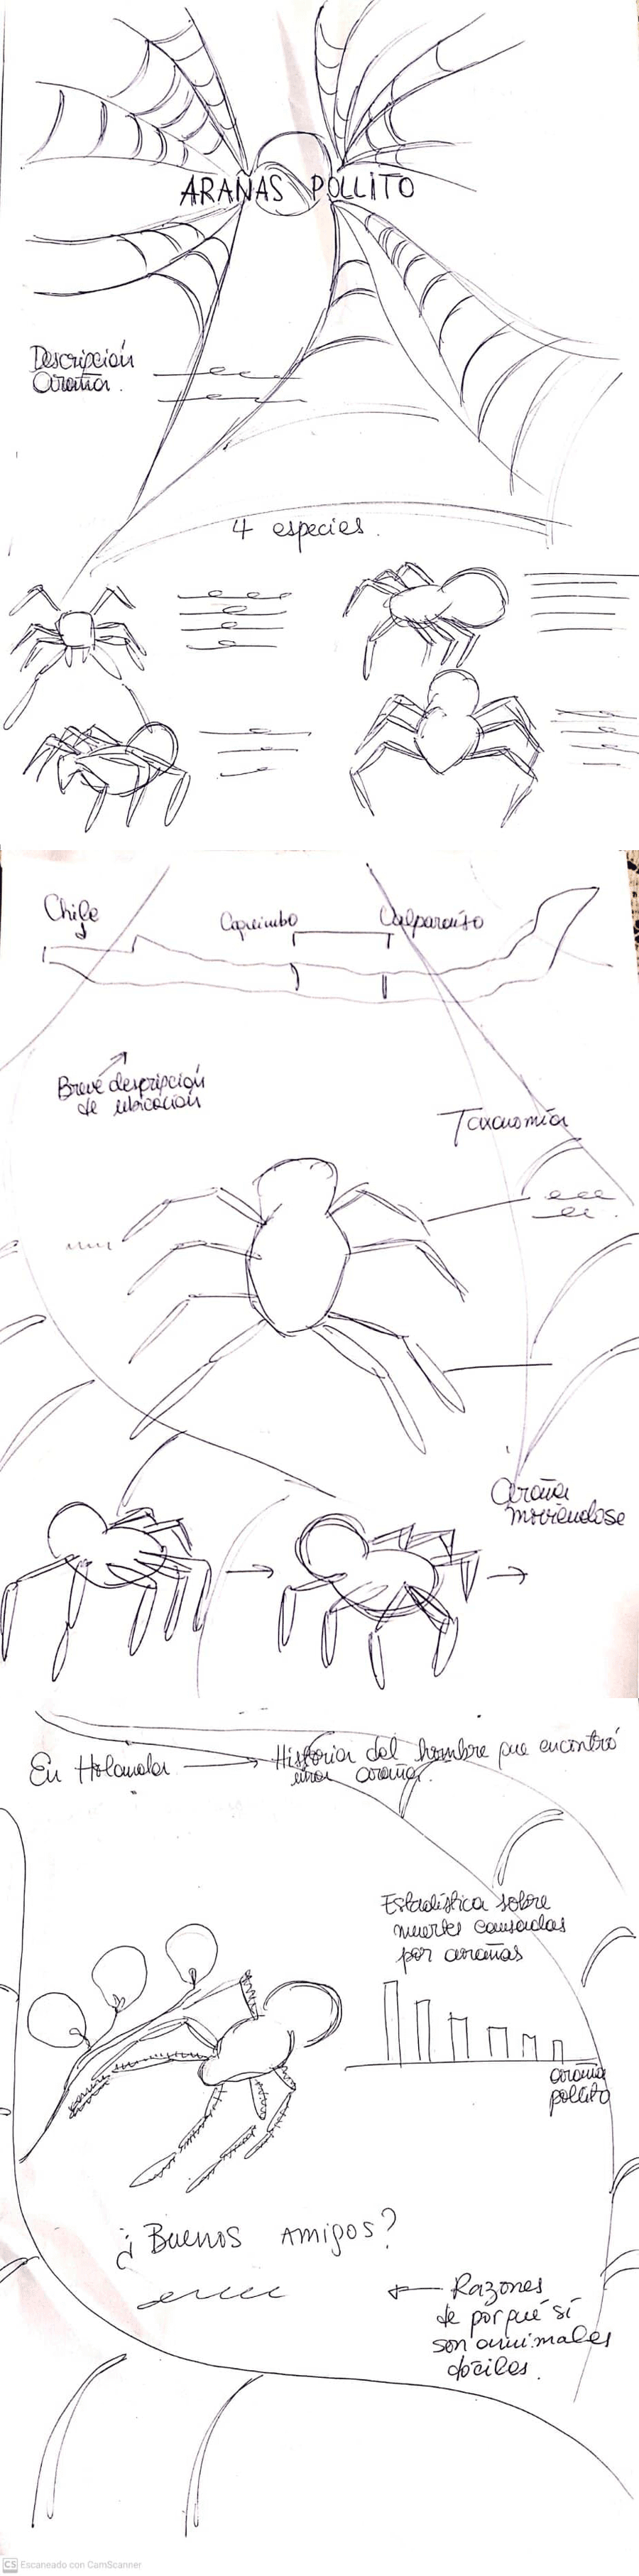 ARAÑAS POLLITO
Descripción
araña.
4 especies.
Chile
Coquimbo
Valparaíso
Breve descripción
de ubicación
Taxonomía
Araña
moviéndose
En Holanda
Historia del hombre que encontró
una araña.
Estadística sobre
muertes causadas
por arañas
araña
pollito
¿Buenos amigos?
Razones
de por qué sí
son animales
dóciles.
CS Escaneado con CamScanner